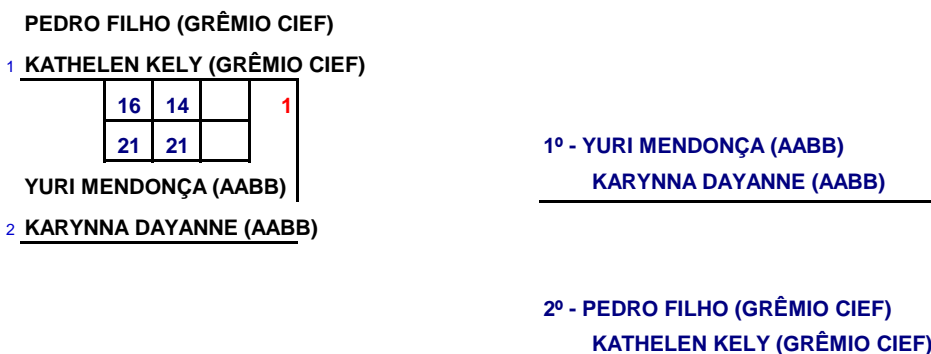 PEDRO FILHO (GRÊMIO CIEF)
1 KATHELEN KELY (GRÊMIO CIEF)
16 14 1
21 21
YURI MENDONÇA (AABB)
2 KARYNNA DAYANNE (AABB)
1º - YURI MENDONÇA (AABB)
KARYNNA DAYANNE (AABB)
2º - PEDRO FILHO (GRÊMIO CIEF)
KATHELEN KELY (GRÊMIO CIEF)